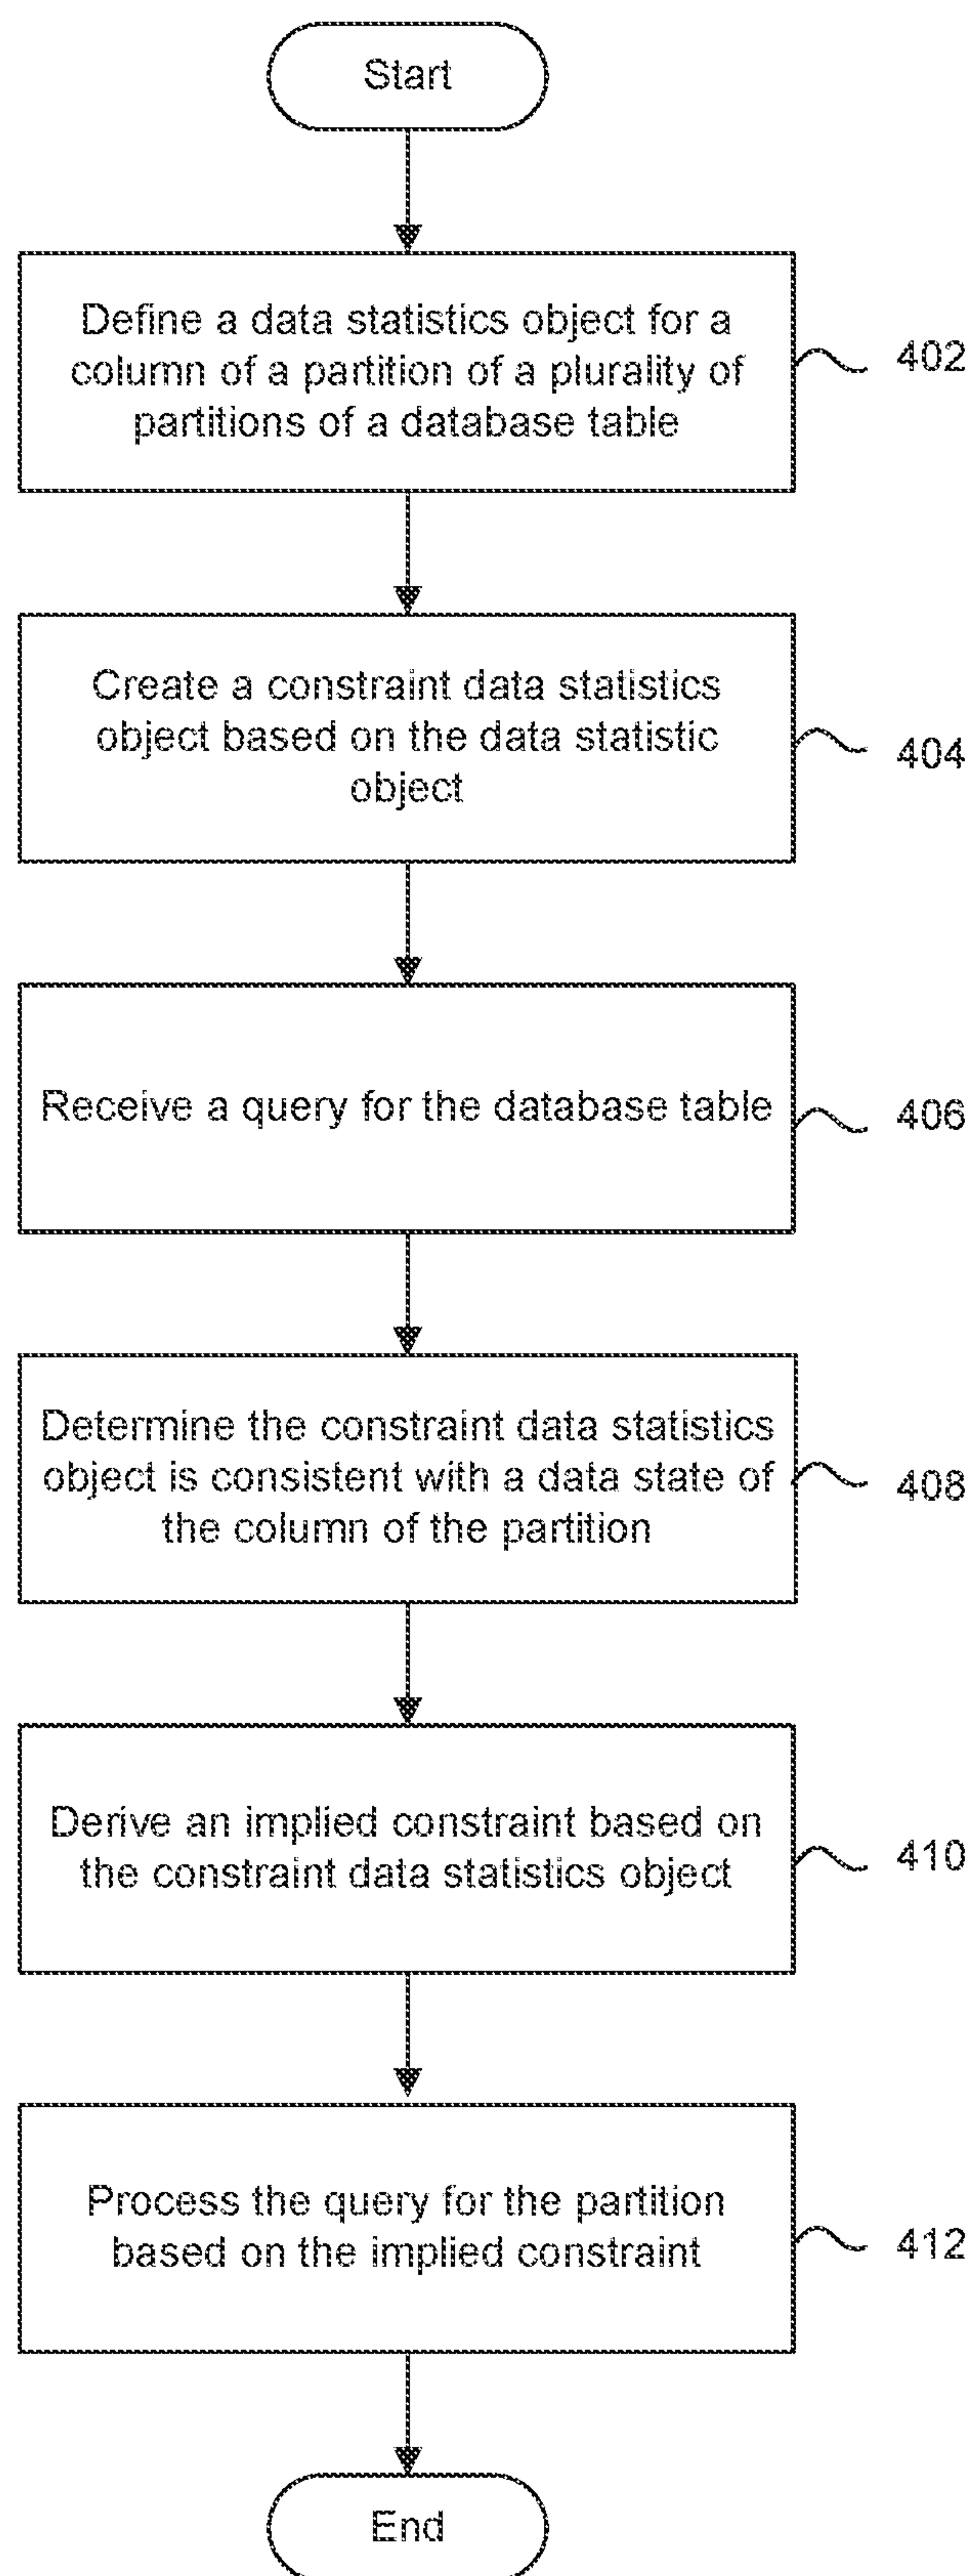 Start
Define a data statistics object for a
column of a partition of a plurality of
partitions of a database table
402
Create a constraint data statistics
object based on the data statistic
object
404
Receive a query for the database table
406
Determine the constraint data statistics
object is consistent with a data state of
the column of the partition
408
Derive an implied constraint based on
the constraint data statistics object
410
Process the query for the partition
based on the implied constraint
412
End